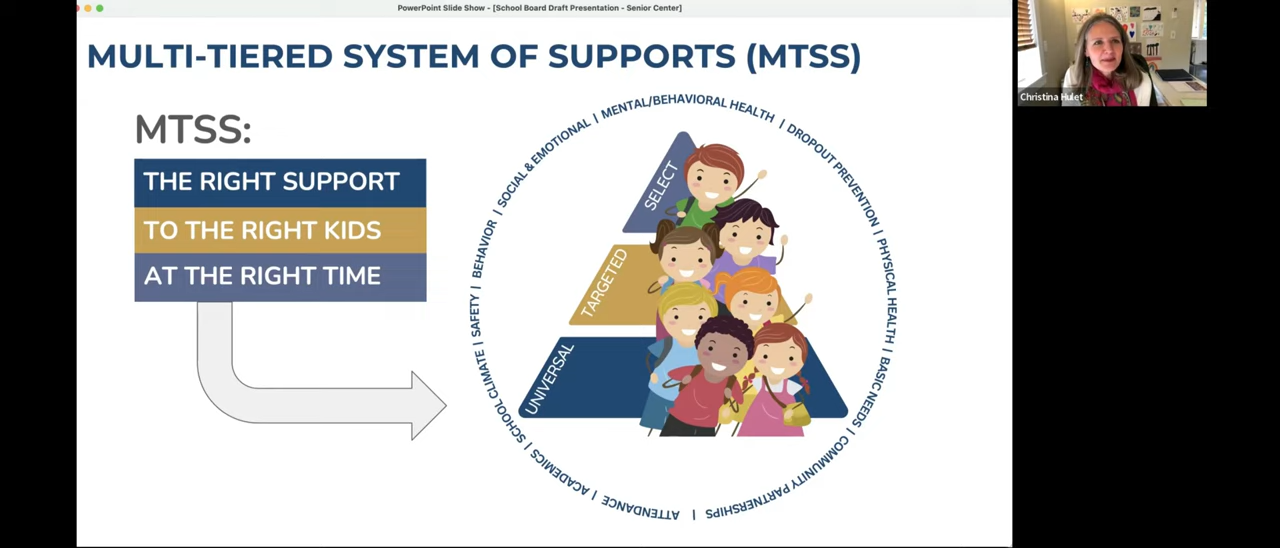 PowerPoint Slide Show - [School Board Draft Presentation - Senior Center]
MULTI-TIERED SYSTEM OF SUPPORTS (MTSS)
Christina Hulet
MTSS:
THE RIGHT SUPPORT
TO THE RIGHT KIDS
AT THE RIGHT TIME
SELECT
TARGETED
UNIVERSAL
MENTAL/BEHAVIORAL HEALTH | DROPOUT PREVENTION | PHYSICAL HEALTH | BASIC NEEDS | COMMUNITY PARTNERSHIPS | ATTENDANCE | ACADEMICS | SCHOOL CLIMATE | SAFETY | BEHAVIOR | SOCIAL & EMOTIONAL |